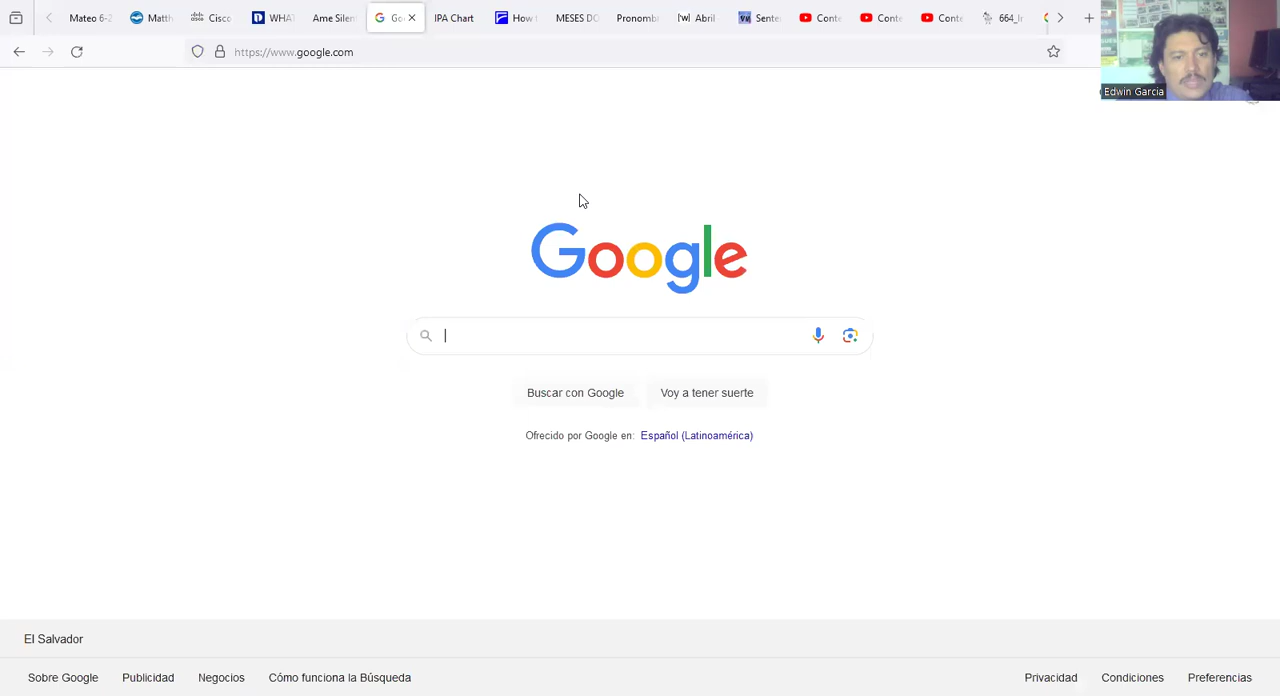 Mateo 6-2
Matth
Cisco
WHAT
Ame Silen
Go
IPA Chart
How t
MESES DO
Pronomb
Abril
Sente
Conte
Conte
Conte
664_Ir
https://www.google.com
Edwin Garcia
Google
Buscar con Google
Voy a tener suerte
Ofrecido por Google en: Español (Latinoamérica)
El Salvador
Sobre Google
Publicidad
Negocios
Cómo funciona la Búsqueda
Privacidad
Condiciones
Preferencias